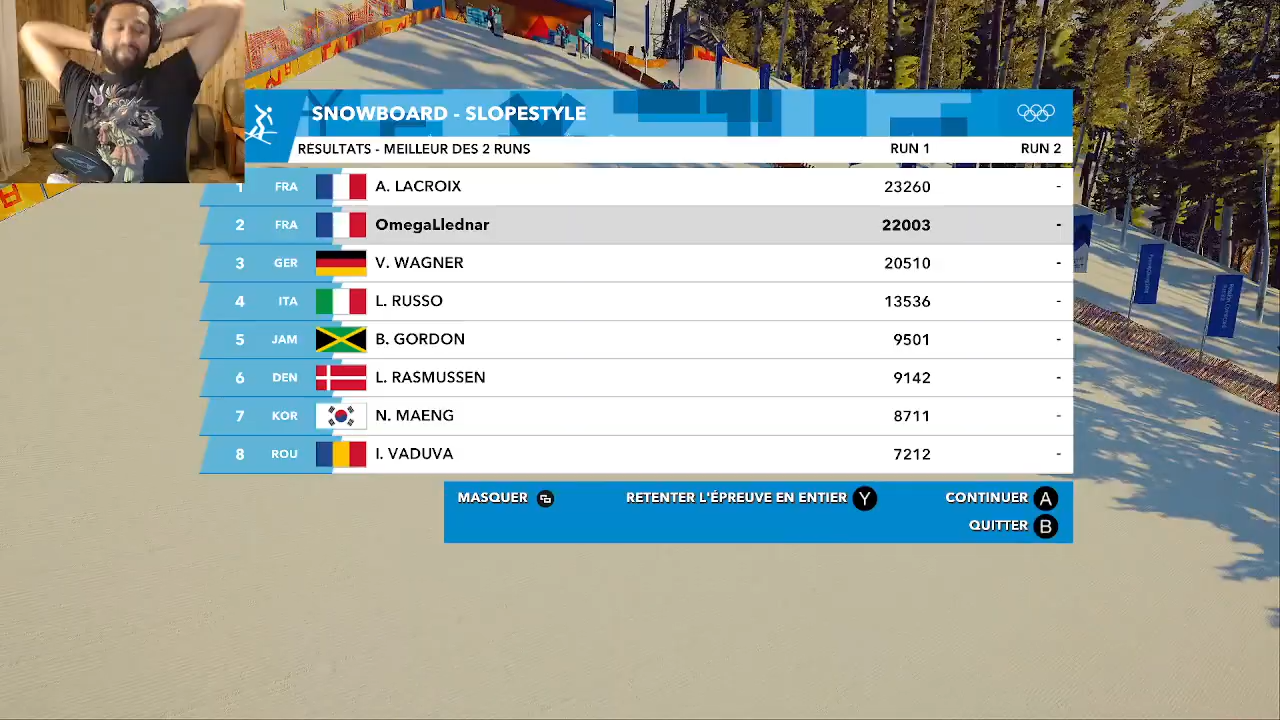 SNOWBOARD - SLOPESTYLE
RESULTATS - MEILLEUR DES 2 RUNS RUN 1 RUN 2
1 FRA A. LACROIX 23260 -
2 FRA OmegaLlednar 22003 -
3 GER V. WAGNER 20510 -
4 ITA L. RUSSO 13536 -
5 JAM B. GORDON 9501 -
6 DEN L. RASMUSSEN 9142 -
7 KOR N. MAENG 8711 -
8 ROU I. VADUVA 7212 -
MASQUER RETENTER L'ÉPREUVE EN ENTIER Y CONTINUER A
QUITTER B